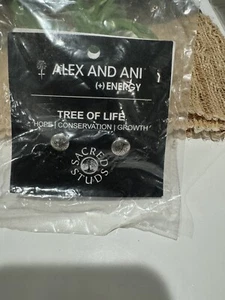 ALEX AND ANI
(+) ENERGY
TREE OF LIFE
HOPE | CONSERVATION | GROWTH
SACRED
STUDS